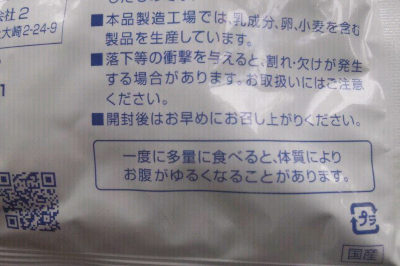 会社2
大崎2-24-9
■本品製造工場では、乳成分、卵、小麦を含む
製品を生産しています。
■落下等の衝撃を与えると、割れ・欠けが発生
する場合があります。お取扱いにはご注意
ください。
■開封後はお早めにお召し上がりください。
一度に多量に食べると、体質により
お腹がゆるくなることがあります。
プラ
国産